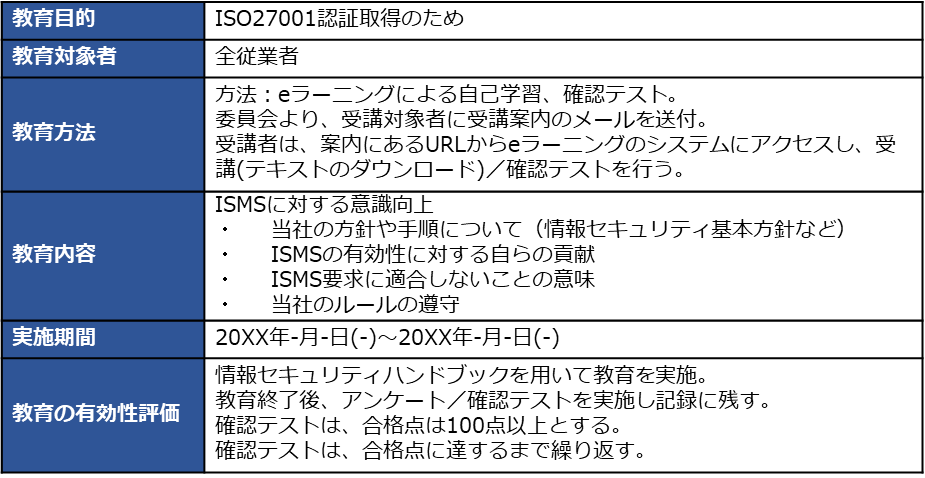 教育目的
ISO27001認証取得のため
教育対象者
全従業者
教育方法
方法：eラーニングによる自己学習、確認テスト。
委員会より、受講対象者に受講案内のメールを送付。
受講者は、案内にあるURLからeラーニングのシステムにアクセスし、受
講(テキストのダウンロード)／確認テストを行う。
教育内容
ISMSに対する意識向上
・ 当社の方針や手順について（情報セキュリティ基本方針など）
・ ISMSの有効性に対する自らの貢献
・ ISMS要求に適合しないことの意味
・ 当社のルールの遵守
実施期間
20XX年-月-日(-)～20XX年-月-日(-)
教育の有効性評価
情報セキュリティハンドブックを用いて教育を実施。
教育終了後、アンケート／確認テストを実施し記録に残す。
確認テストは、合格点は100点以上とする。
確認テストは、合格点に達するまで繰り返す。